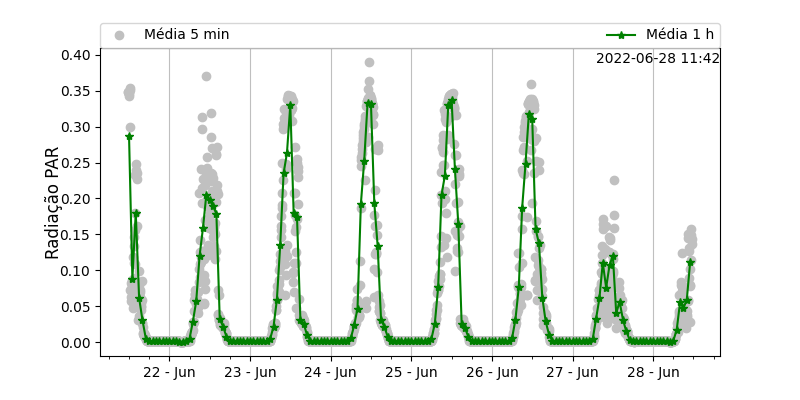 Média 5 min
Média 1 h
2022-06-28 11:42
Radiação PAR
0.40
0.35
0.30
0.25
0.20
0.15
0.10
0.05
0.00
22 - Jun
23 - Jun
24 - Jun
25 - Jun
26 - Jun
27 - Jun
28 - Jun